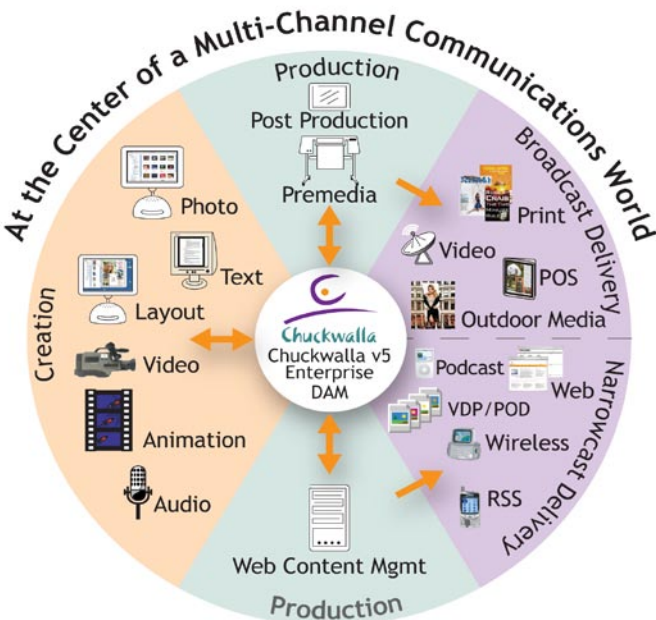 At the Center of a Multi-Channel Communications World
Production
Post Production
Premedia
Creation
Photo
Text
Layout
Video
Animation
Audio
Chuckwalla
Chuckwalla v5
Enterprise
DAM
Broadcast Delivery
Print
Video
POS
Outdoor Media
Narrowcast Delivery
Podcast
Web
VDP/POD
Wireless
RSS
Web Content Mgmt
Production